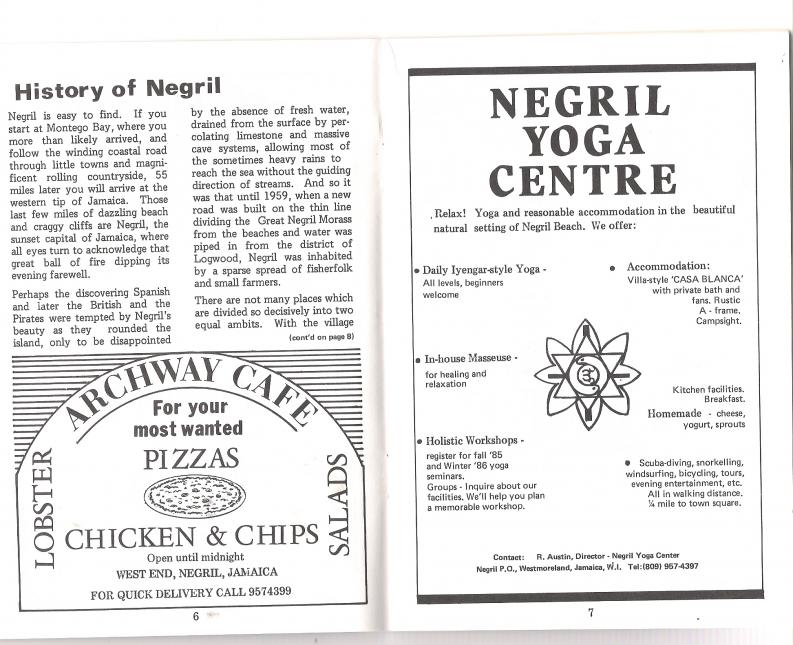 History of Negril
Negril is easy to find. If you
start at Montego Bay, where you
more than likely arrived, and
follow the winding coastal road
through little towns and magni-
ficent rolling countryside, 55
miles later you will arrive at the
western tip of Jamaica. Those
last few miles of dazzling beach
and craggy cliffs are Negril, the
sunset capital of Jamaica, where
all eyes turn to acknowledge that
great ball of fire dipping its
evening farewell.
Perhaps the discovering Spanish
and later the British and the
Pirates were tempted by Negril's
beauty as they rounded the
island, only to be disappointed
by the absence of fresh water,
drained from the surface by per-
colating limestone and massive
cave systems, allowing most of
the sometimes heavy rains to
reach the sea without the guiding
direction of streams. And so it
was that until 1959, when a new
road was built on the thin line
dividing the Great Negril Morass
from the beaches and water was
piped in from the district of
Logwood, Negril was inhabited
by a sparse spread of fisherfolk
and small farmers.
There are not many places which
are divided so decisively into two
equal ambits. With the village
(cont'd on page 8)
ARCHWAY CAFE
For your
most wanted
PIZZAS
LOBSTER
SALADS
CHICKEN & CHIPS
Open until midnight
WEST END, NEGRIL, JAMAICA
FOR QUICK DELIVERY CALL 9574399
6
NEGRIL
YOGA
CENTRE
Relax! Yoga and reasonable accommodation in the beautiful
natural setting of Negril Beach. We offer:
• Daily Iyengar-style Yoga -
All levels, beginners
welcome
• In-house Masseuse -
for healing and
relaxation
• Holistic Workshops -
register for fall '85
and Winter '86 yoga
seminars.
Groups - Inquire about our
facilities. We'll help you plan
a memorable workshop.
• Accommodation:
Villa-style 'CASA BLANCA'
with private bath and
fans. Rustic
A - frame.
Campsight.
Kitchen facilities.
Breakfast.
Homemade - cheese,
yogurt, sprouts
• Scuba-diving, snorkelling,
windsurfing, bicycling, tours,
evening entertainment, etc.
All in walking distance.
¼ mile to town square.
Contact: R. Austin, Director - Negril Yoga Center
Negril P.O., Westmoreland, Jamaica, W.I. Tel:(809) 957-4397
7